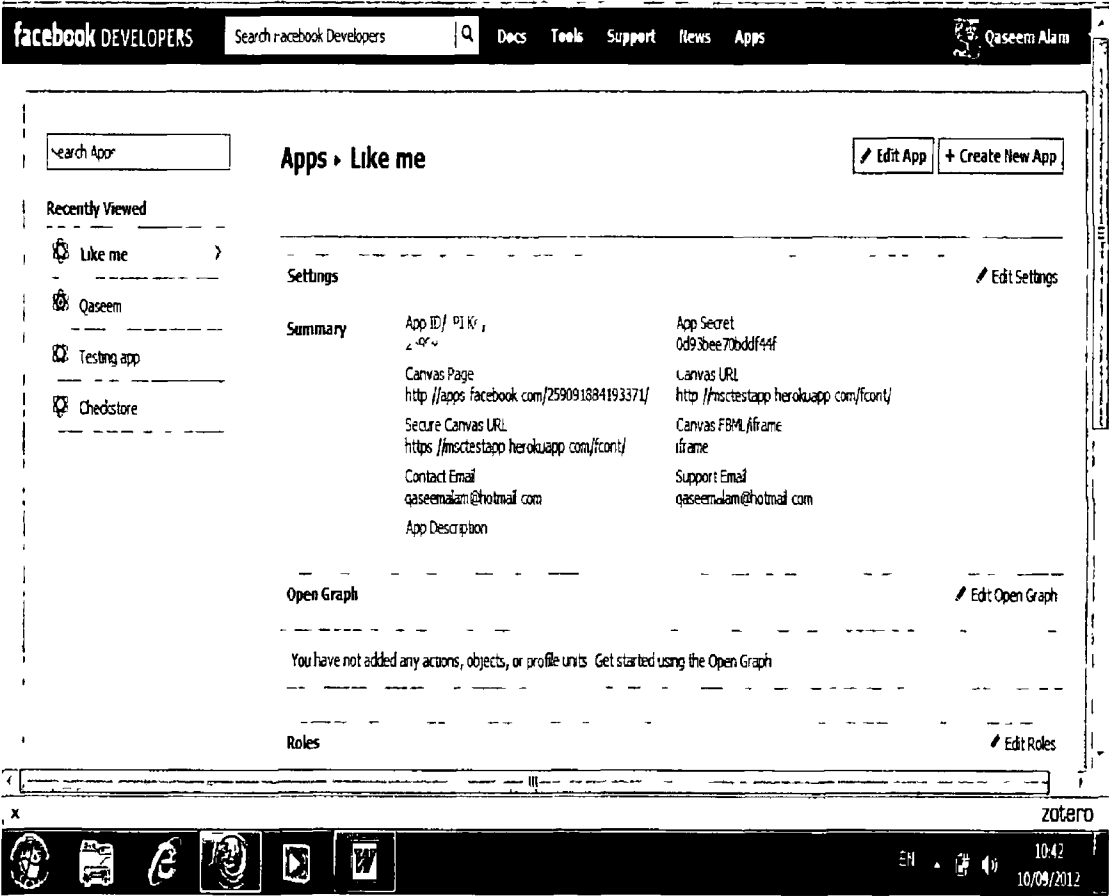 facebook DEVELOPERS Search Facebook Developers Docs Tools Support News Apps Qaseem Alam
Search Apps
Apps ▸ Like me
Edit App + Create New App
Recently Viewed
Like me
Qaseem
Testing app
Checkstore
Settings Edit Settings
Summary
App ID/
App Secret
0d93bee70bddf44f
Canvas Page
http //apps facebook com/259091884193371/
Canvas URL
http //msctestapp herokuapp com/fcont/
Secure Canvas URL
https //msctestapp herokuapp com/fcont/
Canvas FBML/iframe
iframe
Contact Email
qaseemalam@hotmail com
Support Email
qaseemalam@hotmail com
App Description
Open Graph Edit Open Graph
You have not added any actions, objects, or profile units Get started using the Open Graph
Roles Edit Roles
x zotero
EN 10:42
10/09/2012